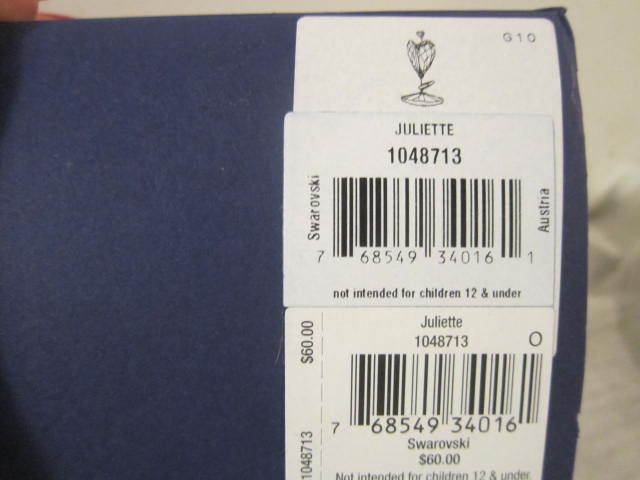 G10
JULIETTE
1048713
Swarovski
Austria
7 68549 34016 1
not intended for children 12 & under
$60.00
1048713
Juliette
1048713
O
7 68549 34016
Swarovski
$60.00
Not intended for children 12 & under